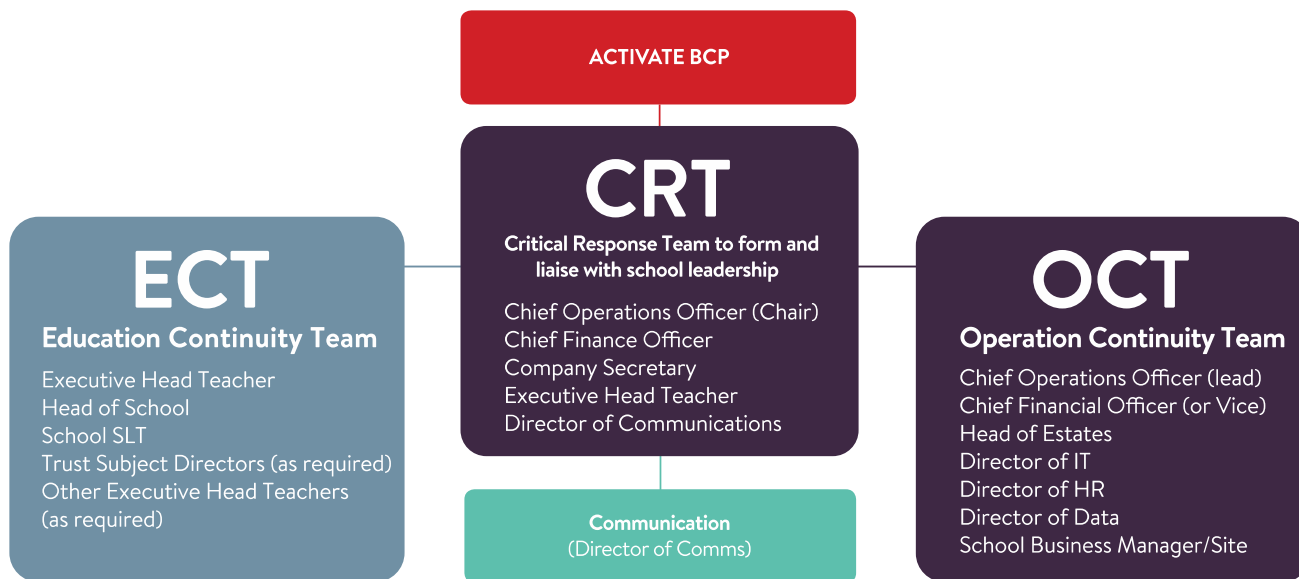 ACTIVATE BCP
CRT
Critical Response Team to form and
liaise with school leadership
Chief Operations Officer (Chair)
Chief Finance Officer
Company Secretary
Executive Head Teacher
Director of Communications
ECT
Education Continuity Team
Executive Head Teacher
Head of School
School SLT
Trust Subject Directors (as required)
Other Executive Head Teachers
(as required)
OCT
Operation Continuity Team
Chief Operations Officer (lead)
Chief Financial Officer (or Vice)
Head of Estates
Director of IT
Director of HR
Director of Data
School Business Manager/Site
Communication
(Director of Comms)